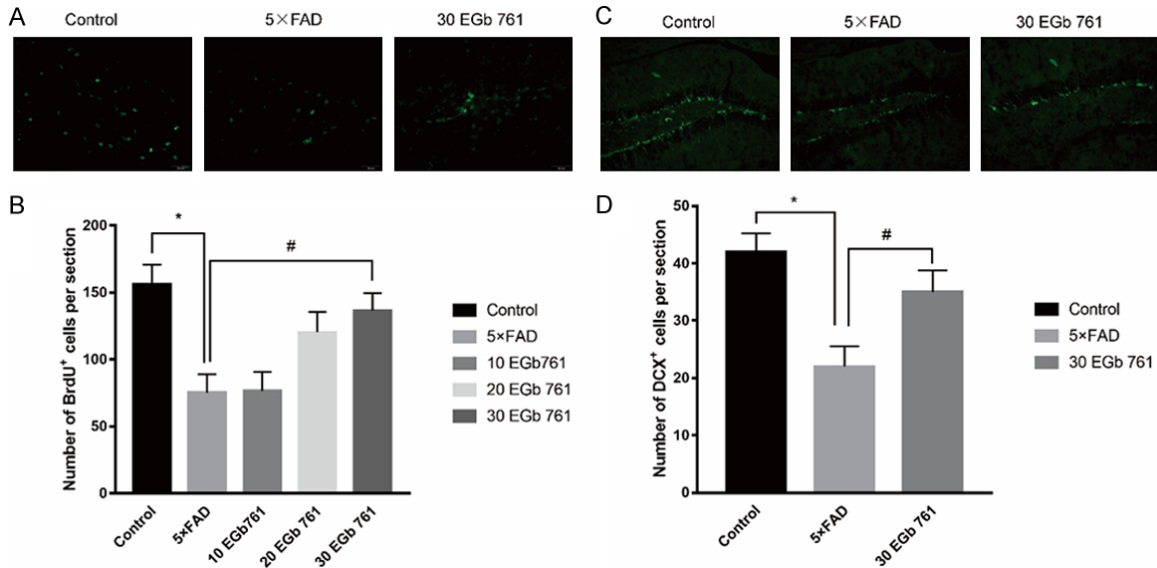 A
Control
5×FAD
30 EGb 761
C
Control
5×FAD
30 EGb 761
B
Number of BrdU⁺ cells per section
200
150
100
50
0
*
#
Control
5×FAD
10 EGb761
20 EGb 761
30 EGb 761
Control
5×FAD
10 EGb761
20 EGb 761
30 EGb 761
D
Number of DCX⁺ cells per section
50
40
30
20
10
0
*
#
Control
5×FAD
30 EGb 761
Control
5×FAD
30 EGb 761